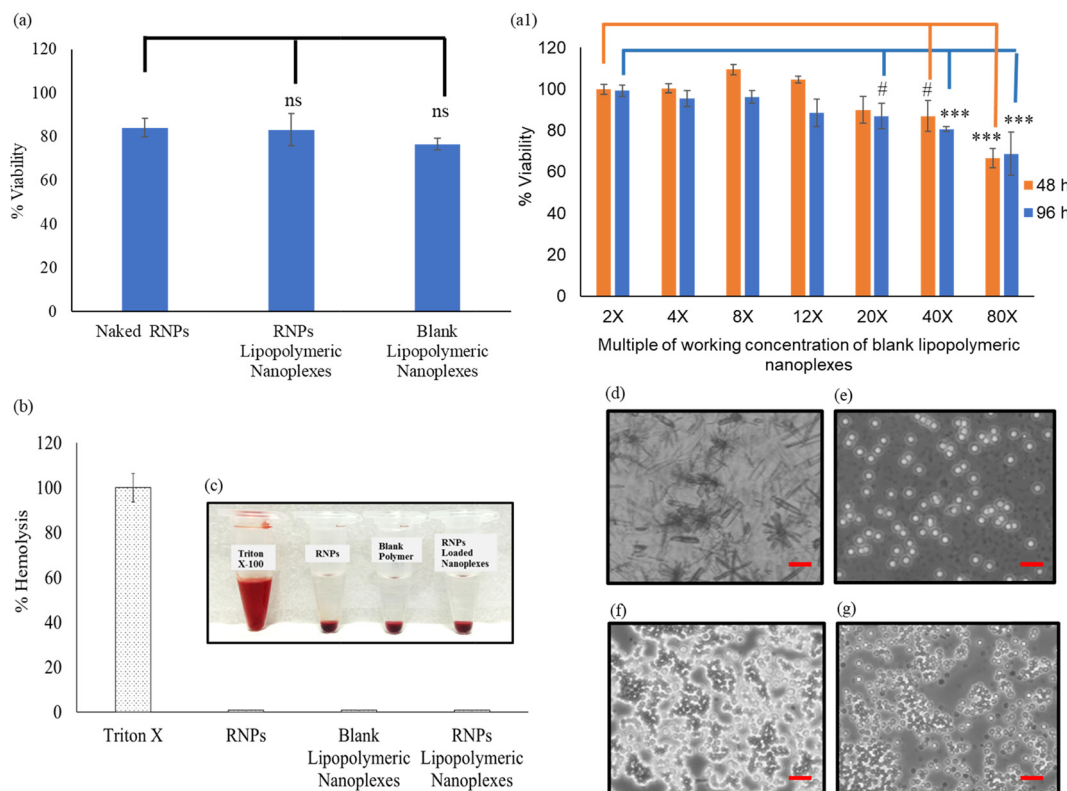 (a)
% Viability
120
100
80
60
40
20
0
ns
ns
Naked RNPs
RNPs
Lipopolymeric
Nanoplexes
Blank
Lipopolymeric
Nanoplexes
(a1)
% Viability
120
100
80
60
40
20
0
#
#
***
***
***
48 h
96 h
2X
4X
8X
12X
20X
40X
80X
Multiple of working concentration of blank lipopolymeric
nanoplexes
(b)
% Hemolysis
120
100
80
60
40
20
0
Triton X
RNPs
Blank
Lipopolymeric
Nanoplexes
RNPs
Lipopolymeric
Nanoplexes
(c)
Triton
X-100
RNPs
Blank
Polymer
RNPs
Loaded
Nanoplexes
(d)
(e)
(f)
(g)